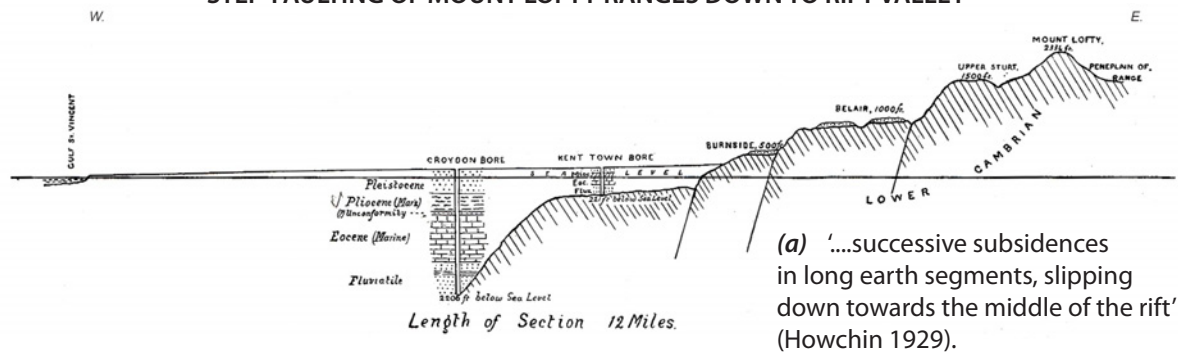 STEP FAULTING OF MOUNT LOFTY RANGES DOWN TO RIFT VALLEY
W.
E.
MOUNT LOFTY,
UPPER STURT,
1500 ft.
PENEPLAIN OF
RANGE
BELAIR, 1000 ft.
GULF ST VINCENT
BURNSIDE, 500 ft.
CROYDON BORE
KENT TOWN BORE
SEA
LEVEL
CAMBRIAN
LOWER
Pleistocene
Pliocene (Mar.)
(?) Unconformity
Eocene (Marine)
Fluviatile
below Sea Level
ft below Sea Level
Length of Section 12 Miles.
(a) '....successive subsidences
in long earth segments, slipping
down towards the middle of the rift'
(Howchin 1929).